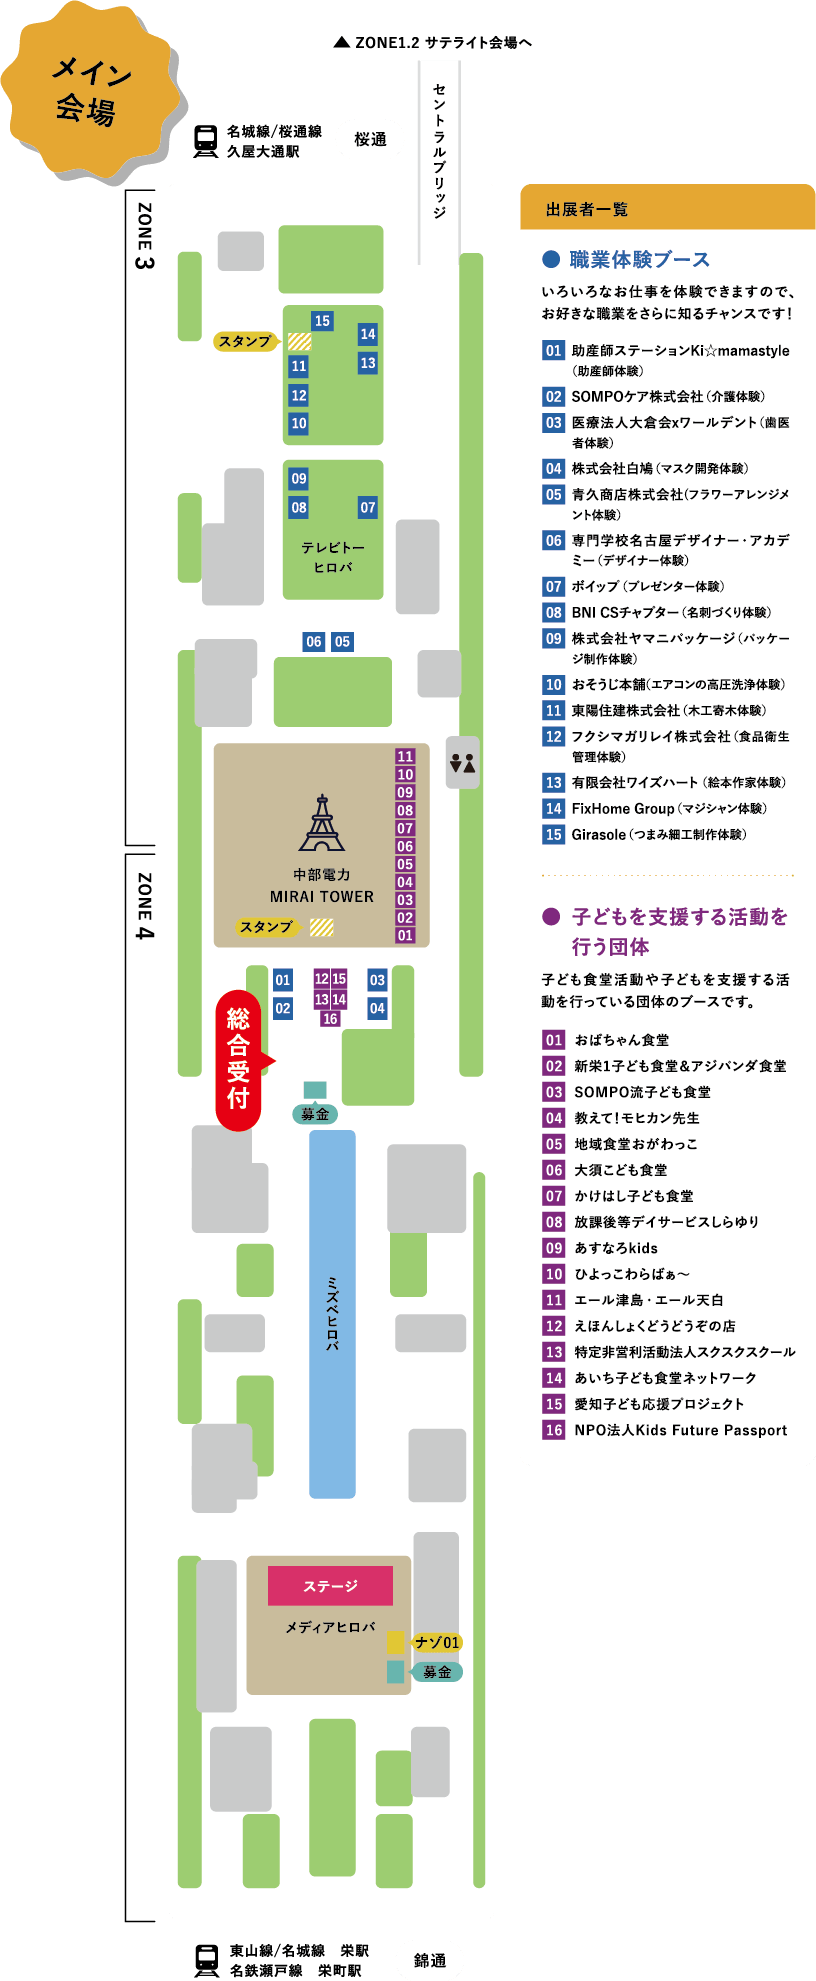 メイン
会場
▲ ZONE1.2 サテライト会場へ
セントラルブリッジ
名城線/桜通線
久屋大通駅
桜通
ZONE 3
15
14
スタンプ
11
13
12
10
09
08
07
テレビトー
ヒロバ
06 05
11
10
09
08
07
06
05
04
03
02
01
中部電力
MIRAI TOWER
スタンプ
ZONE 4
01
02
12 15
13 14
16
03
04
総合受付
募金
ミズベヒロバ
ステージ
メディアヒロバ
ナゾ01
募金
東山線/名城線 栄駅
名鉄瀬戸線 栄町駅
錦通
出展者一覧
● 職業体験ブース
いろいろなお仕事を体験できますので、
お好きな職業をさらに知るチャンスです！
01 助産師ステーションKi☆mamastyle
（助産師体験）
02 SOMPOケア株式会社（介護体験）
03 医療法人大倉会xワールデント（歯医
者体験）
04 株式会社白鳩（マスク開発体験）
05 青久商店株式会社（フラワーアレンジメ
ント体験）
06 専門学校名古屋デザイナー・アカデ
ミー（デザイナー体験）
07 ボイップ（プレゼンター体験）
08 BNI CSチャプター（名刺づくり体験）
09 株式会社ヤマニパッケージ（パッケー
ジ制作体験）
10 おそうじ本舗（エアコンの高圧洗浄体験）
11 東陽住建株式会社（木工寄木体験）
12 フクシマガリレイ株式会社（食品衛生
管理体験）
13 有限会社ワイズハート（絵本作家体験）
14 FixHome Group（マジシャン体験）
15 Girasole（つまみ細工制作体験）
● 子どもを支援する活動を
行う団体
子ども食堂活動や子どもを支援する活
動を行っている団体のブースです。
01 おばちゃん食堂
02 新栄1子ども食堂&アジパンダ食堂
03 SOMPO流子ども食堂
04 教えて！モヒカン先生
05 地域食堂おがわっこ
06 大須こども食堂
07 かけはし子ども食堂
08 放課後等デイサービスしらゆり
09 あすなろkids
10 ひよっこわらばぁ〜
11 エール津島・エール天白
12 えほんしょくどうどうぞの店
13 特定非営利活動法人スクスクスクール
14 あいち子ども食堂ネットワーク
15 愛知子ども応援プロジェクト
16 NPO法人Kids Future Passport